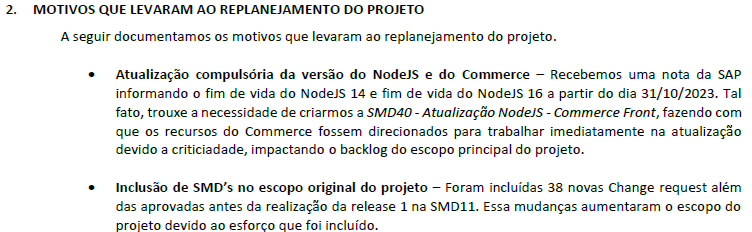 2. MOTIVOS QUE LEVARAM AO REPLANEJAMENTO DO PROJETO
A seguir documentamos os motivos que levaram ao replanejamento do projeto.
• Atualização compulsória da versão do NodeJS e do Commerce – Recebemos uma nota da SAP
informando o fim de vida do NodeJS 14 e fim de vida do NodeJS 16 a partir do dia 31/10/2023. Tal
fato, trouxe a necessidade de criarmos a SMD40 - Atualização NodeJS - Commerce Front, fazendo com
que os recursos do Commerce fossem direcionados para trabalhar imediatamente na atualização
devido a criticiadade, impactando o backlog do escopo principal do projeto.
• Inclusão de SMD’s no escopo original do projeto – Foram incluídas 38 novas Change request além
das aprovadas antes da realização da release 1 na SMD11. Essa mudanças aumentaram o escopo do
projeto devido ao esforço que foi incluído.